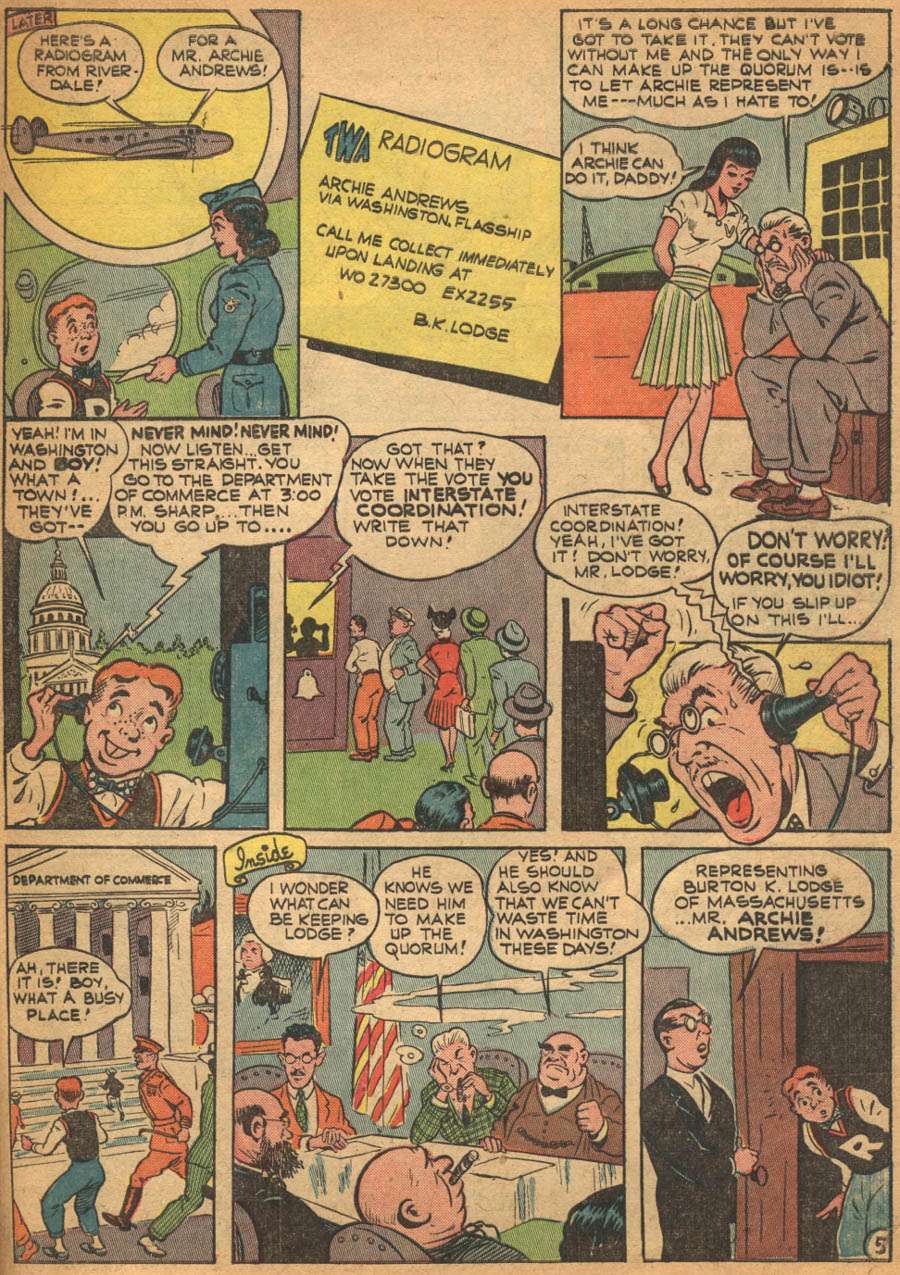 LATER
HERE'S A
RADIOGRAM
FROM RIVER-
DALE!
FOR A
MR. ARCHIE
ANDREWS!
TWA RADIOGRAM
ARCHIE ANDREWS
VIA WASHINGTON, FLAGSHIP
CALL ME COLLECT IMMEDIATELY
UPON LANDING AT
WO 27300 EX2255
B.K. LODGE
IT'S A LONG CHANCE BUT I'VE
GOT TO TAKE IT. THEY CAN'T VOTE
WITHOUT ME AND THE ONLY WAY I
CAN MAKE UP THE QUORUM IS--IS
TO LET ARCHIE REPRESENT
ME---MUCH AS I HATE TO!
I THINK
ARCHIE CAN
DO IT, DADDY!
YEAH! I'M IN
WASHINGTON
AND BOY!
WHAT A
TOWN!...
THEY'VE
GOT--
NEVER MIND! NEVER MIND!
NOW LISTEN...GET
THIS STRAIGHT. YOU
GO TO THE DEPARTMENT
OF COMMERCE AT 3:00
P.M. SHARP....THEN
YOU GO UP TO....
GOT THAT?
NOW WHEN THEY
TAKE THE VOTE YOU
VOTE INTERSTATE
COORDINATION!
WRITE THAT
DOWN!
INTERSTATE
COORDINATION!
YEAH, I'VE GOT
IT! DON'T WORRY,
MR. LODGE!
DON'T WORRY!
OF COURSE I'LL
WORRY, YOU IDIOT!
IF YOU SLIP UP
ON THIS I'LL...
DEPARTMENT OF COMMERCE
AH, THERE
IT IS! BOY,
WHAT A BUSY
PLACE!
Inside
I WONDER
WHAT CAN
BE KEEPING
LODGE?
HE
KNOWS WE
NEED HIM
TO MAKE
UP THE
QUORUM!
YES! AND
HE SHOULD
ALSO KNOW
THAT WE CAN'T
WASTE TIME
IN WASHINGTON
THESE DAYS!
REPRESENTING
BURTON K. LODGE
OF MASSACHUSETTS
...MR. ARCHIE
ANDREWS!
R
R
5